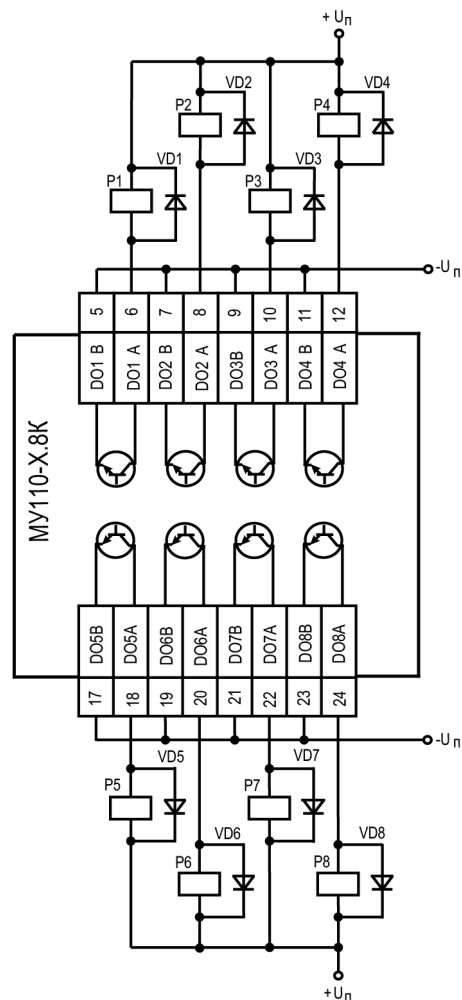 + Uп
P2 VD2 P4 VD4
P1 VD1 P3 VD3
-Uп
5 6 7 8 9 10 11 12
DO1 B DO1 A DO2 B DO2 A DO3B DO3 A DO4 B DO4 A
МУ110-Х.8К
DO5B DO5A DO6B DO6A DO7B DO7A DO8B DO8A
17 18 19 20 21 22 23 24
-Uп
P5 VD5 P7 VD7
P6 VD6 P8 VD8
+Uп